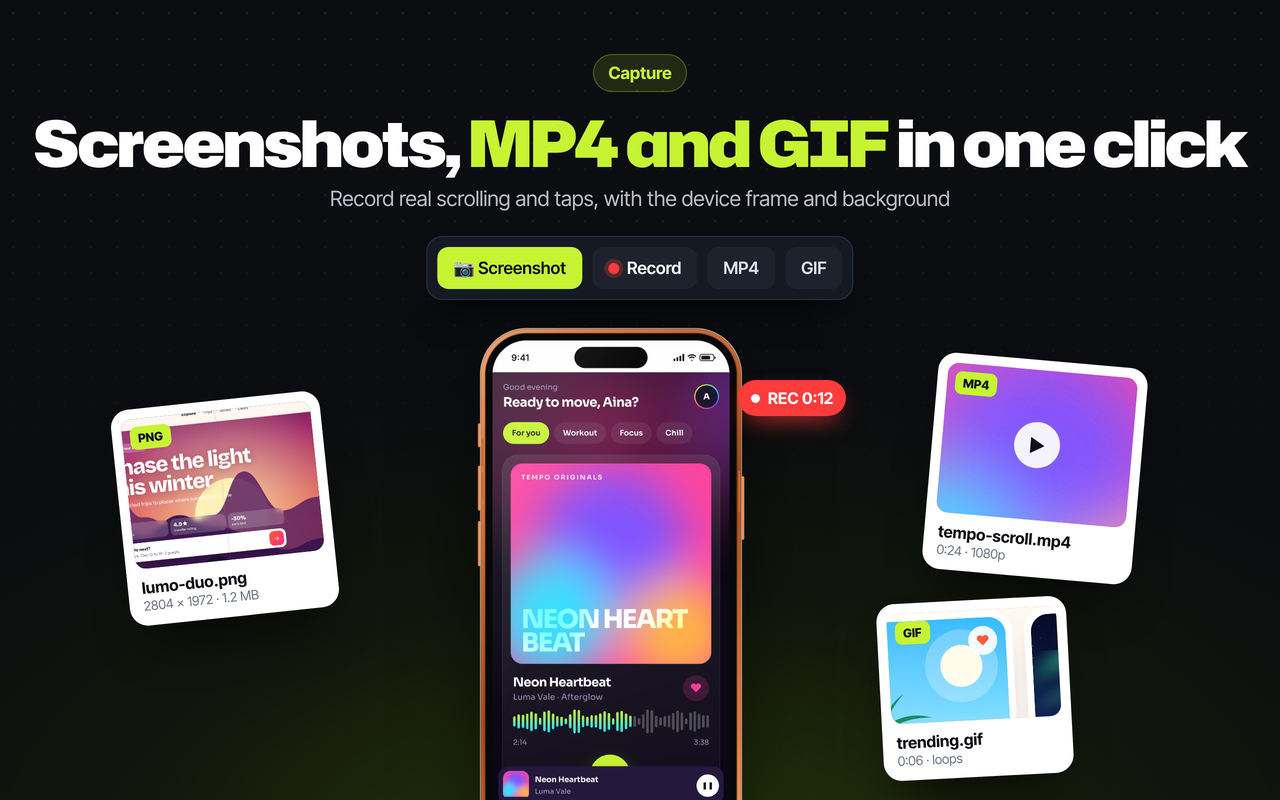 Capture
Screenshots, MP4 and GIF in one click
Record real scrolling and taps, with the device frame and background
Screenshot
Record
MP4
GIF
9:41
Good evening
Ready to move, Aina?
A
For you
Workout
Focus
Chill
REC 0:12
TEMPO ORIGINALS
NEON HEART
BEAT
Neon Heartbeat
Luma Vale · Afterglow
2:14
3:38
Neon Heartbeat
Luma Vale
PNG
hase the light
is winter
4.9★
-30%
lumo-duo.png
2804 × 1972 · 1.2 MB
MP4
tempo-scroll.mp4
0:24 · 1080p
GIF
trending.gif
0:06 · loops